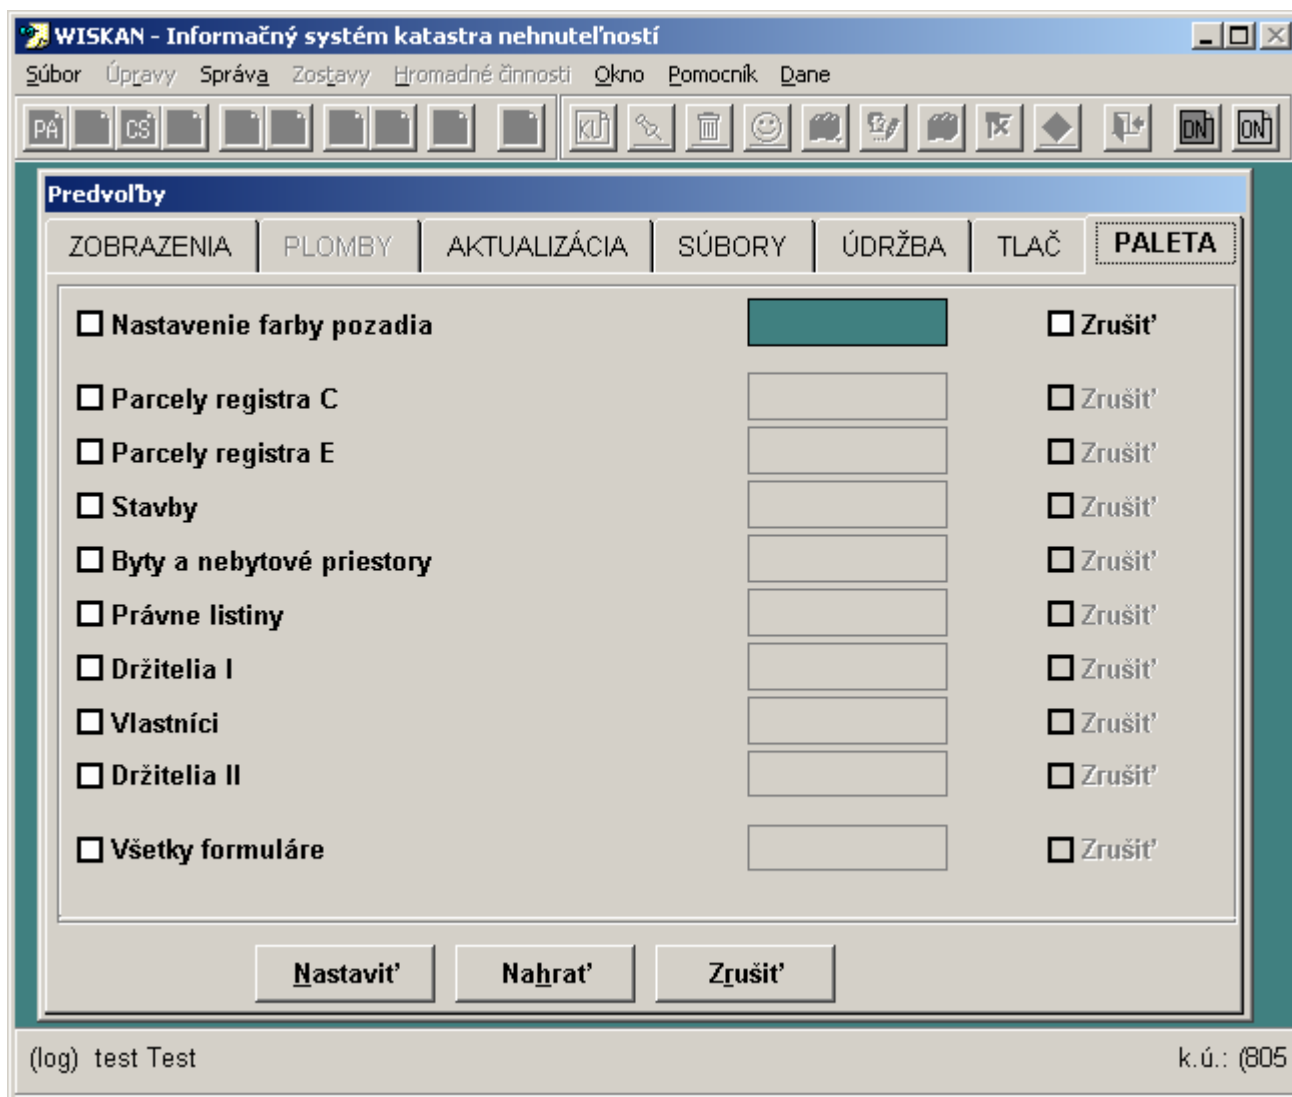 WISKAN - Informačný systém katastra nehnuteľností
Súbor Úpravy Správa Zostavy Hromadné činnosti Okno Pomocník Dane
PA CS KU DN ON
Predvoľby
ZOBRAZENIA PLOMBY AKTUALIZÁCIA SÚBORY ÚDRŽBA TLAČ PALETA
Nastavenie farby pozadia Zrušiť
Parcely registra C Zrušiť
Parcely registra E Zrušiť
Stavby Zrušiť
Byty a nebytové priestory Zrušiť
Právne listiny Zrušiť
Držitelia I Zrušiť
Vlastníci Zrušiť
Držitelia II Zrušiť
Všetky formuláre Zrušiť
Nastaviť Nahrať Zrušiť
(log) test Test k.ú.: (805